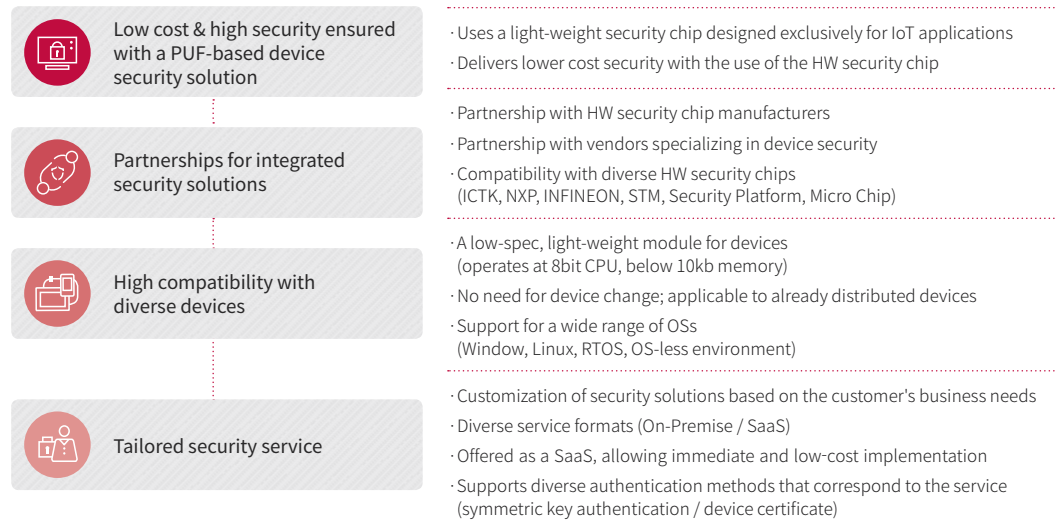 Low cost & high security ensured
with a PUF-based device
security solution
·Uses a light-weight security chip designed exclusively for IoT applications
·Delivers lower cost security with the use of the HW security chip
Partnerships for integrated
security solutions
·Partnership with HW security chip manufacturers
·Partnership with vendors specializing in device security
·Compatibility with diverse HW security chips
(ICTK, NXP, INFINEON, STM, Security Platform, Micro Chip)
High compatibility with
diverse devices
·A low-spec, light-weight module for devices
(operates at 8bit CPU, below 10kb memory)
·No need for device change; applicable to already distributed devices
·Support for a wide range of OSs
(Window, Linux, RTOS, OS-less environment)
Tailored security service
·Customization of security solutions based on the customer's business needs
·Diverse service formats (On-Premise / SaaS)
·Offered as a SaaS, allowing immediate and low-cost implementation
·Supports diverse authentication methods that correspond to the service
(symmetric key authentication / device certificate)